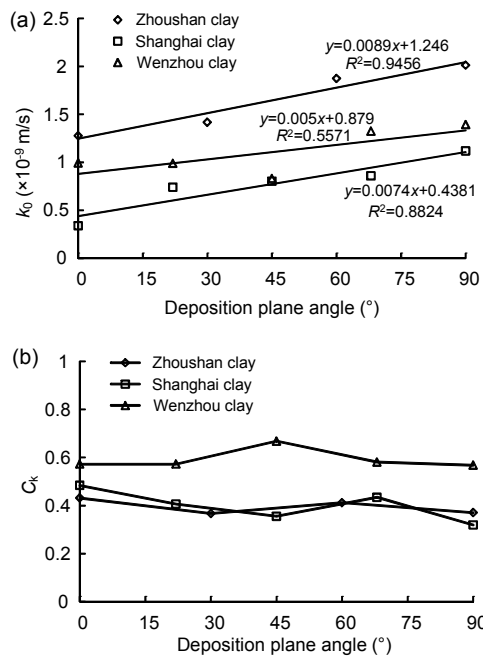 (a)
Zhoushan clay
Shanghai clay
Wenzhou clay
2.5
2
1.5
1
0.5
0
k₀ (×10⁻⁹ m/s)
y=0.0089x+1.246
R²=0.9456
y=0.005x+0.879
R²=0.5571
y=0.0074x+0.4381
R²=0.8824
0 15 30 45 60 75 90
Deposition plane angle (°)
(b)
Zhoushan clay
Shanghai clay
Wenzhou clay
1
0.8
0.6
0.4
0.2
0
Cₖ
0 15 30 45 60 75 90
Deposition plane angle (°)